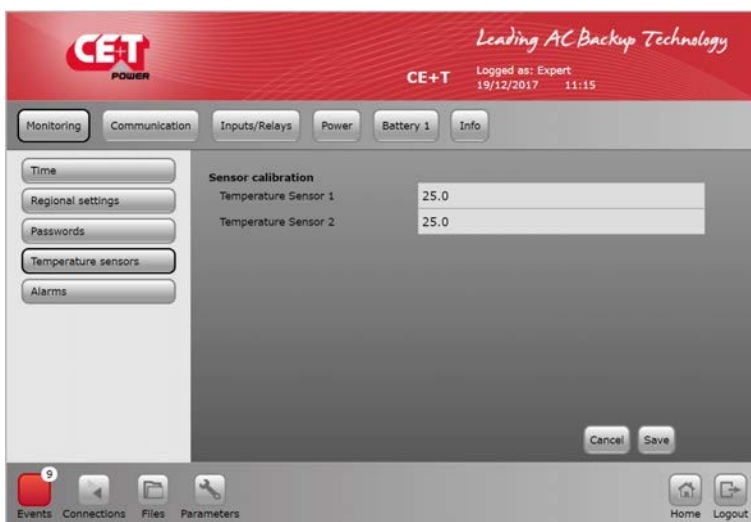 CE+T
POWER
Leading AC Backup Technology
CE+T
Logged as: Expert
19/12/2017 11:15
Monitoring Communication Inputs/Relays Power Battery 1 Info
Time
Regional settings
Passwords
Temperature sensors
Alarms
Sensor calibration
Temperature Sensor 1 25.0
Temperature Sensor 2 25.0
Cancel Save
9
Events Connections Files Parameters Home Logout